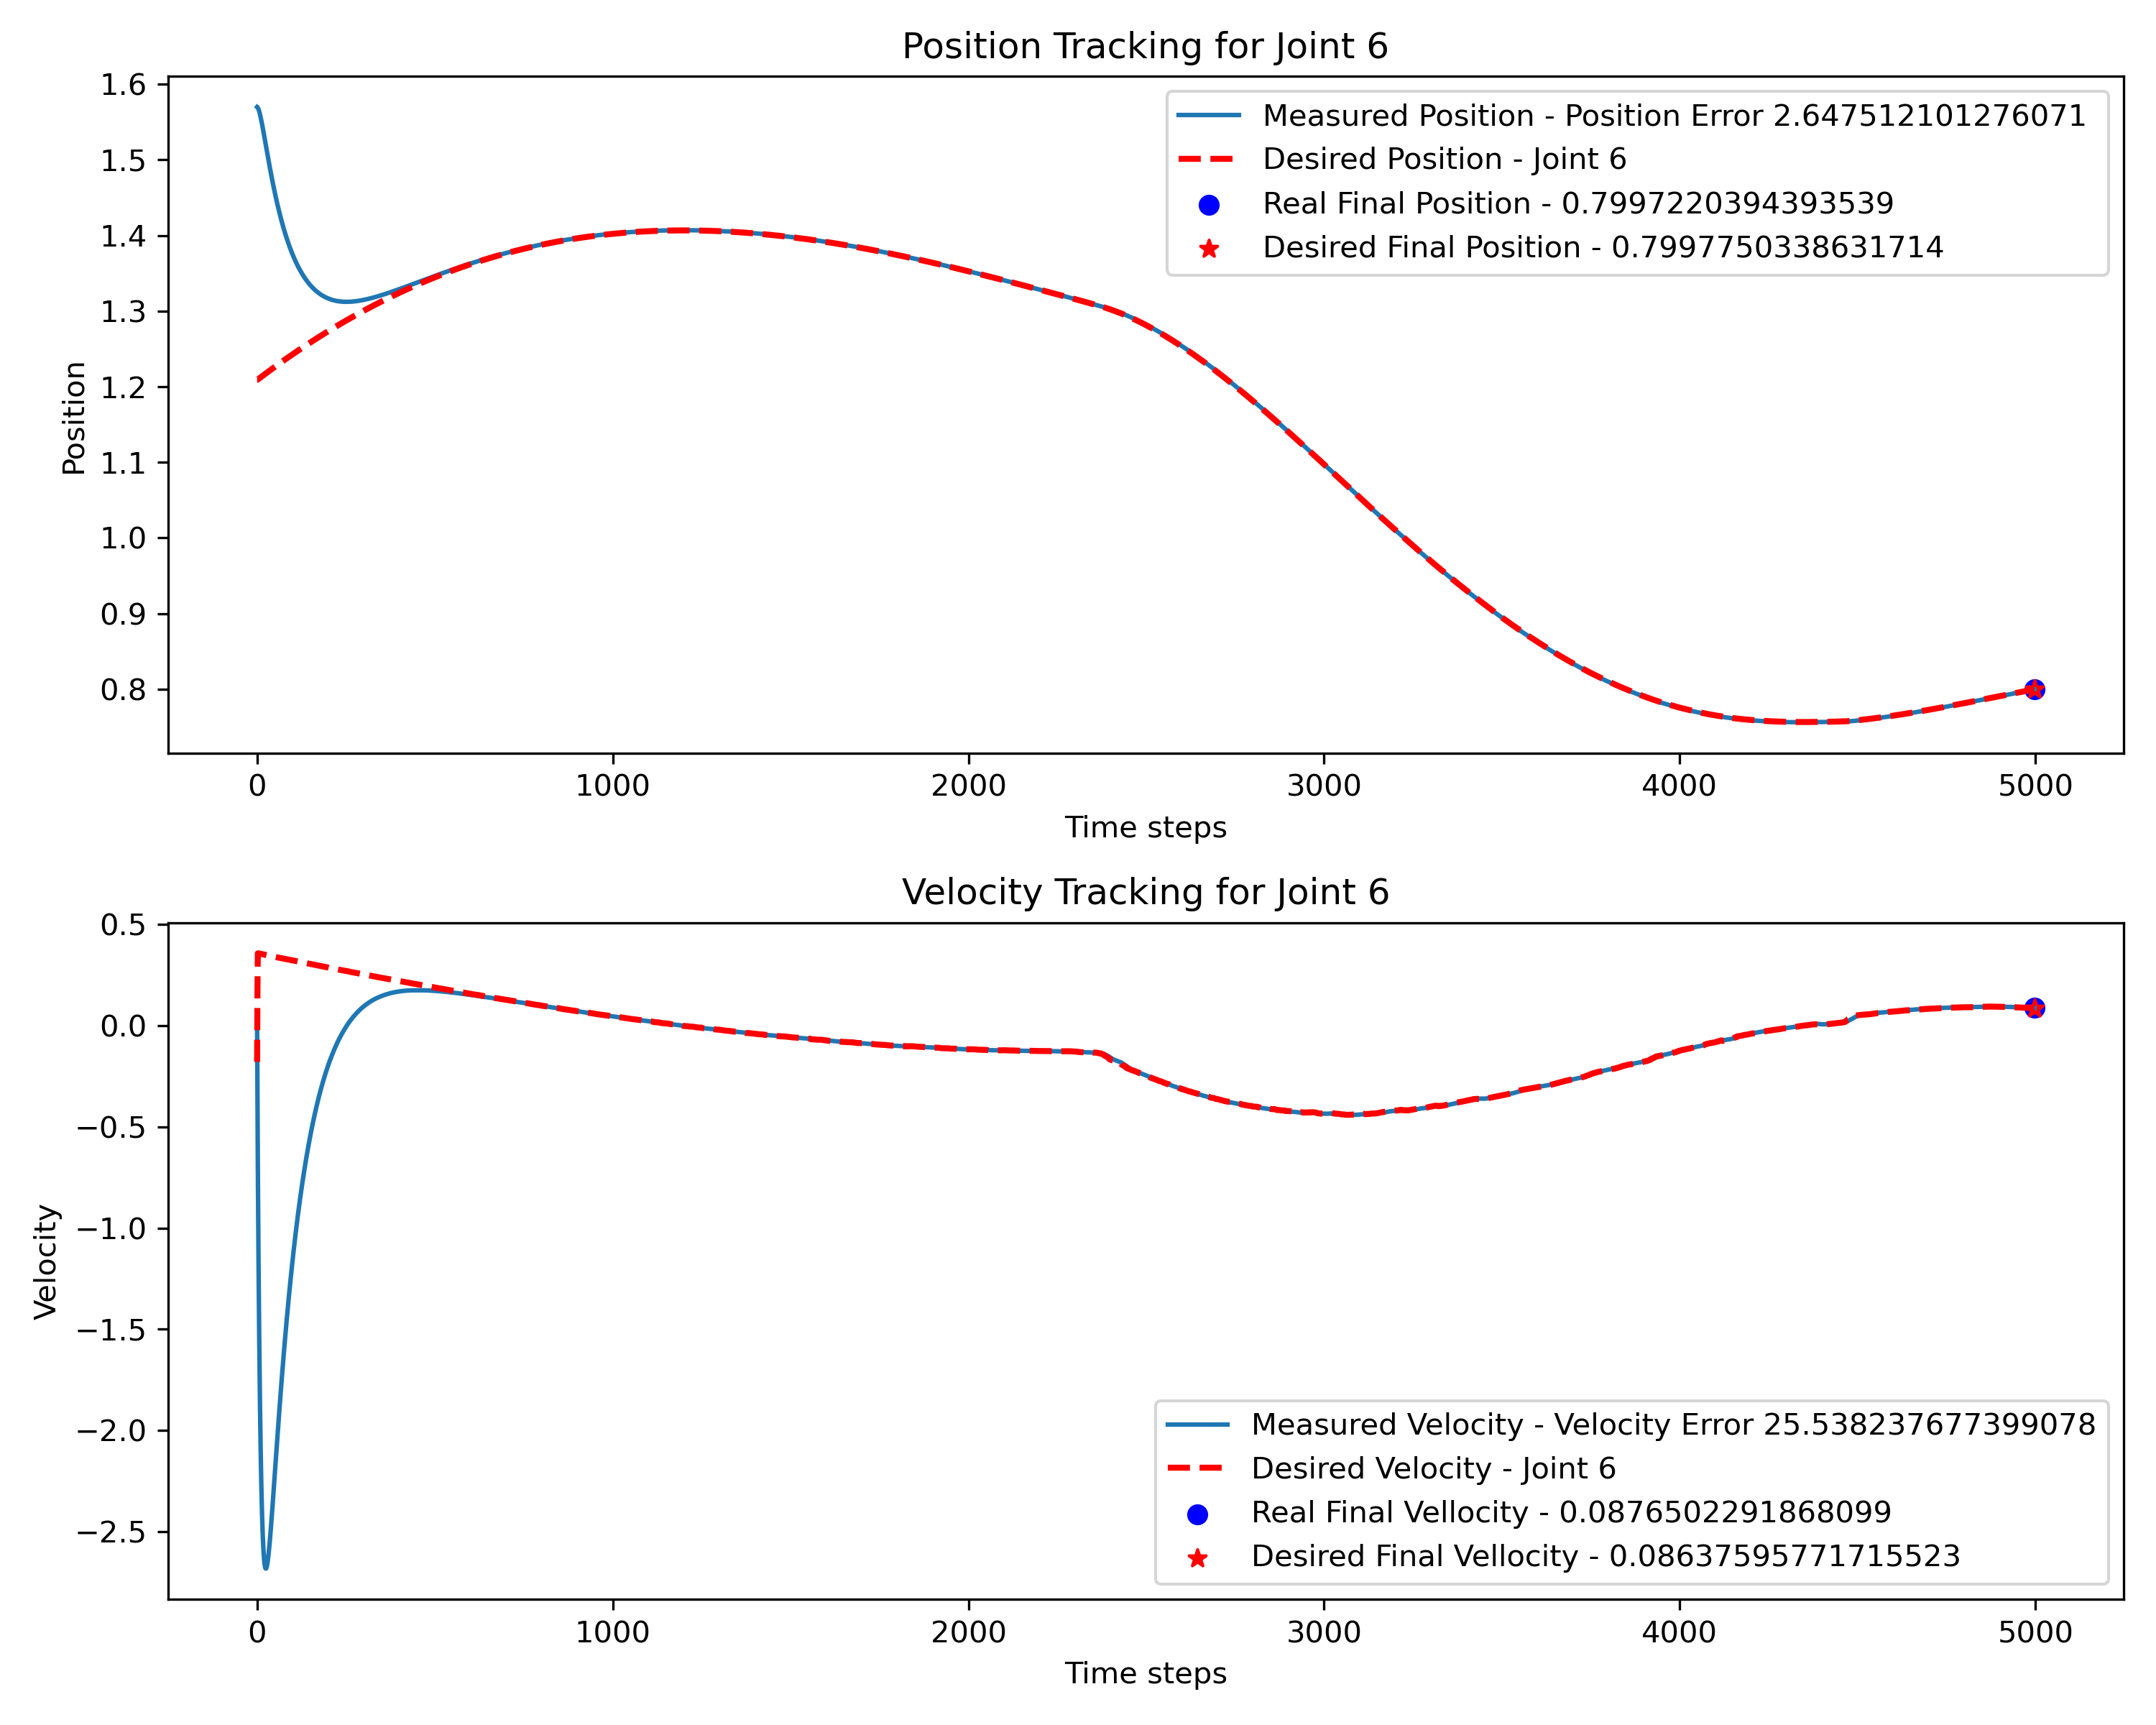 Position Tracking for Joint 6
1.6
1.5
1.4
1.3
1.2
1.1
1.0
0.9
0.8
Position
Measured Position - Position Error 2.647512101276071
Desired Position - Joint 6
Real Final Position - 0.7997220394393539
Desired Final Position - 0.7997750338631714
0 1000 2000 3000 4000 5000
Time steps
Velocity Tracking for Joint 6
0.5
0.0
−0.5
−1.0
−1.5
−2.0
−2.5
Velocity
Measured Velocity - Velocity Error 25.538237677399078
Desired Velocity - Joint 6
Real Final Vellocity - 0.0876502291868099
Desired Final Vellocity - 0.08637595771715523
0 1000 2000 3000 4000 5000
Time steps